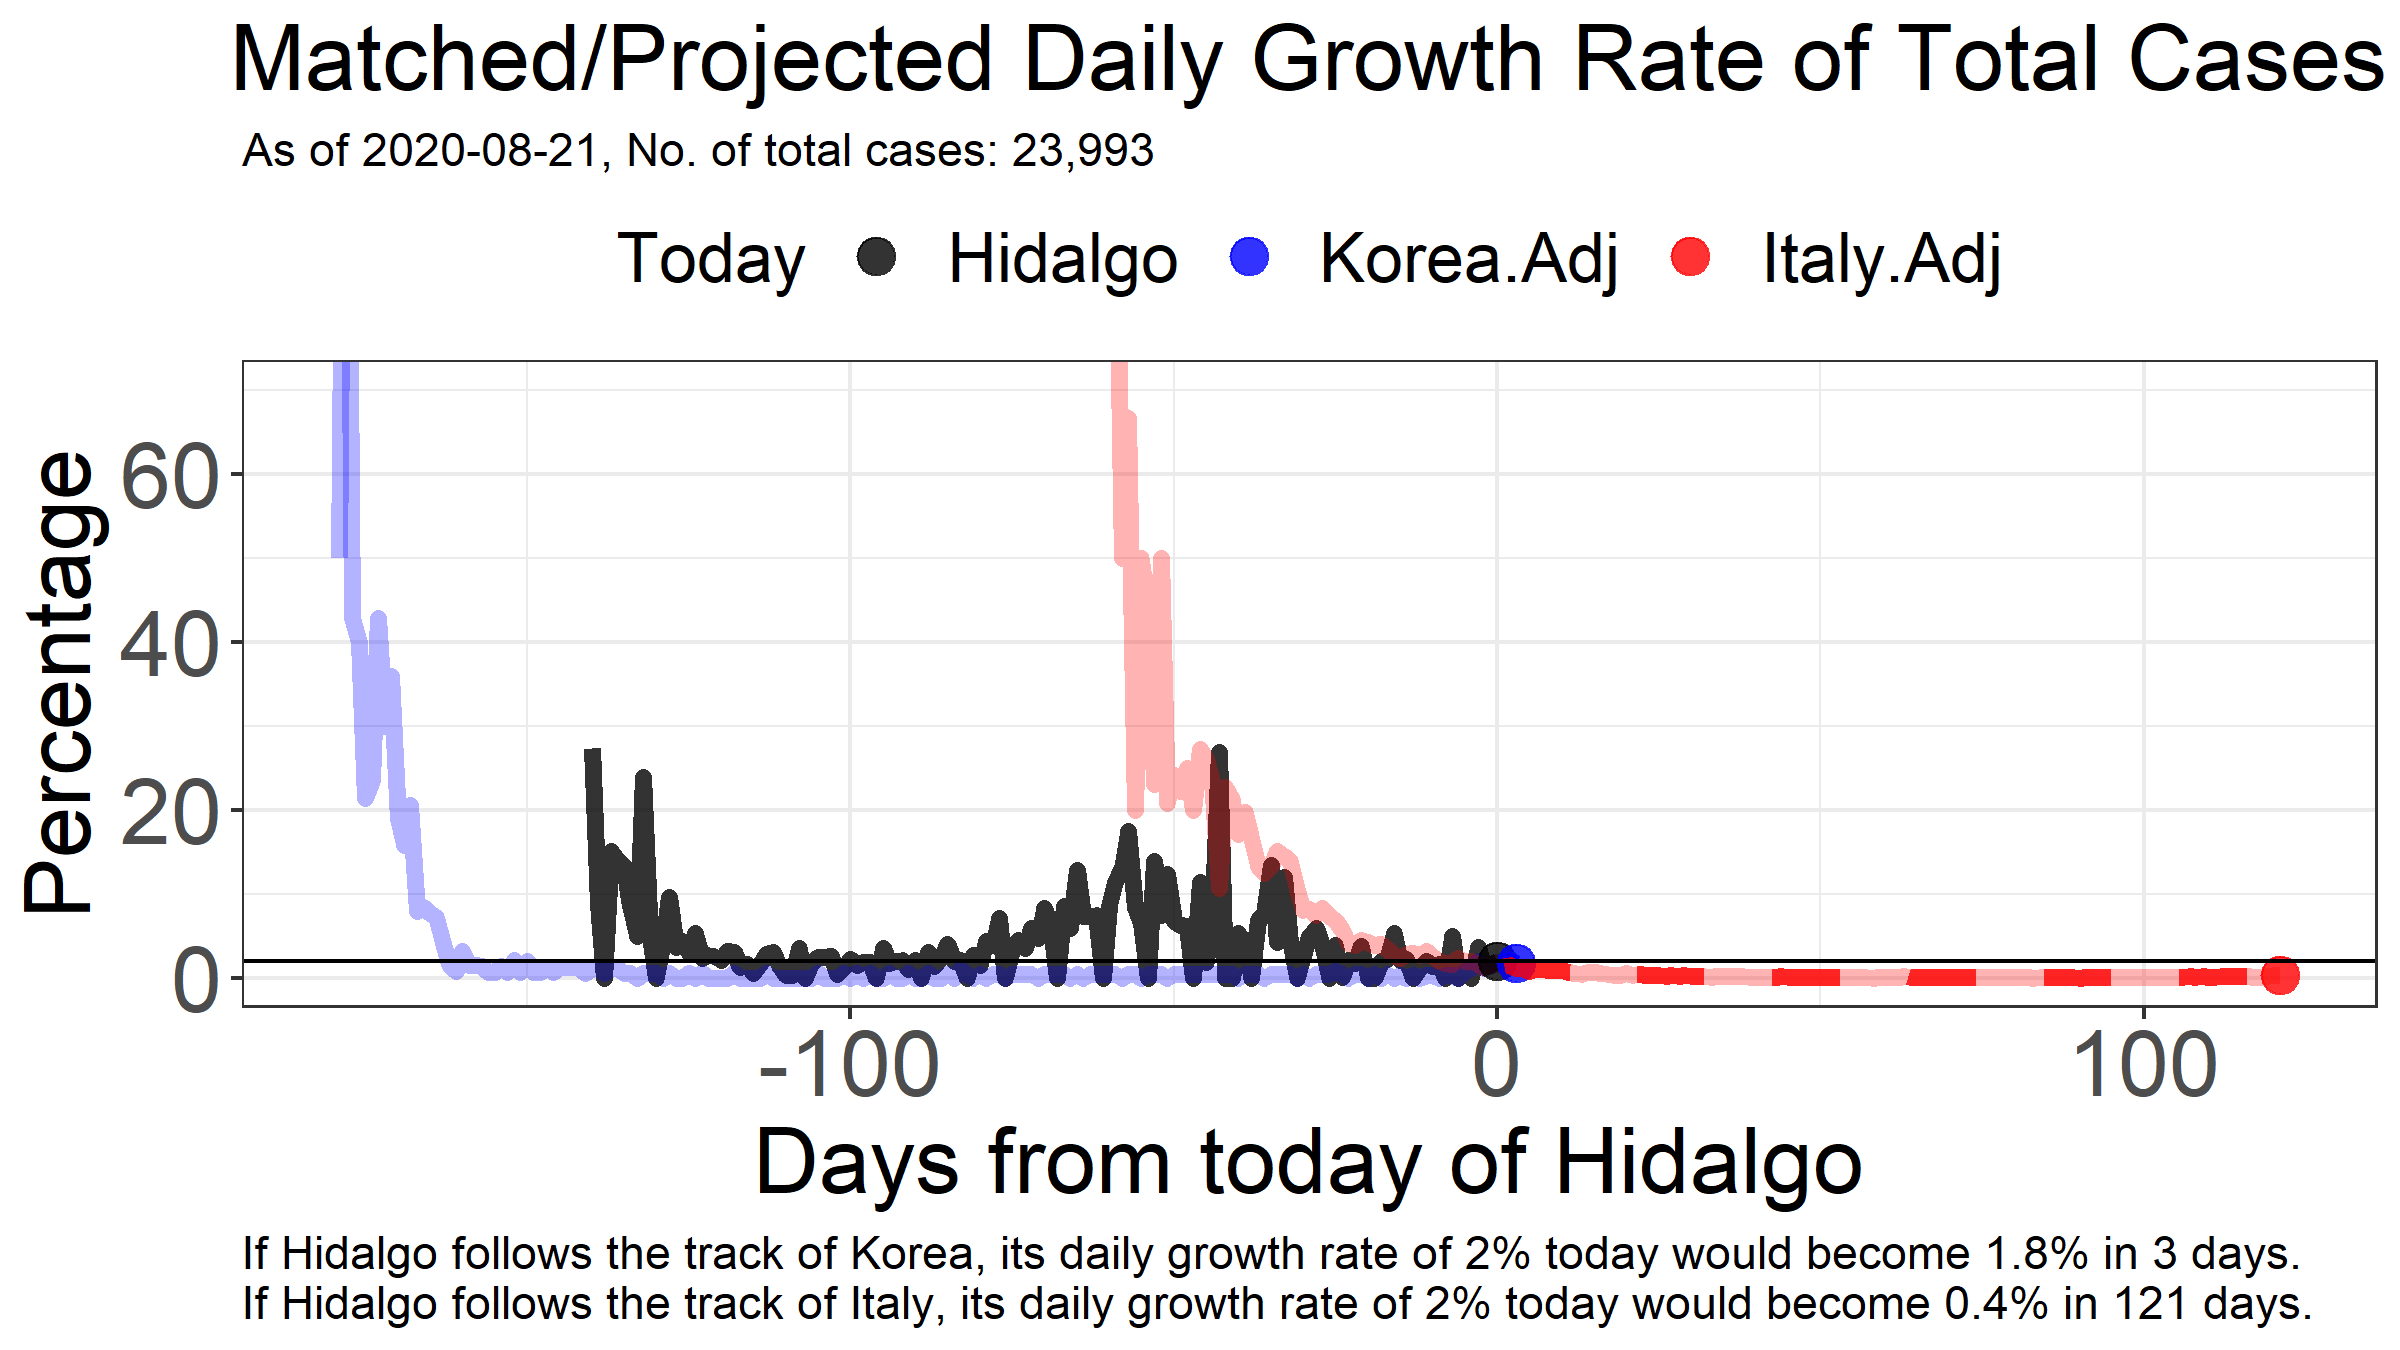 Matched/Projected Daily Growth Rate of Total Cases
As of 2020-08-21, No. of total cases: 23,993
Today Hidalgo Korea.Adj Italy.Adj
Percentage
60
40
20
0
-100 0 100
Days from today of Hidalgo
If Hidalgo follows the track of Korea, its daily growth rate of 2% today would become 1.8% in 3 days.
If Hidalgo follows the track of Italy, its daily growth rate of 2% today would become 0.4% in 121 days.